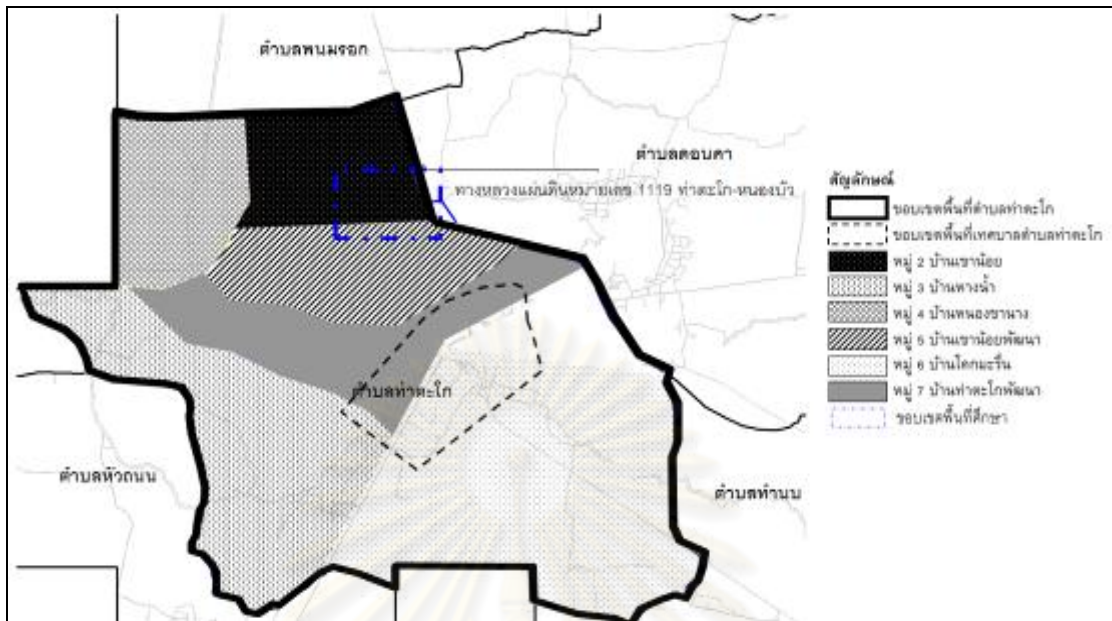 ตำบลพนมรอก
ตำบลดอนคา
ทางหลวงแผ่นดินหมายเลข 1119 ท่าตะโก-หนองบัว
ตำบลท่าตะโก
ตำบลหัวถนน
ตำบลทำนบ
สัญลักษณ์
ขอบเขตพื้นที่ตำบลท่าตะโก
ขอบเขตพื้นที่เทศบาลตำบลท่าตะโก
หมู่ 2 บ้านเขาน้อย
หมู่ 3 บ้านทางน้ำ
หมู่ 4 บ้านหนองขานาง
หมู่ 5 บ้านเขาน้อยพัฒนา
หมู่ 6 บ้านโคกมะขวิด
หมู่ 7 บ้านท่าตะโกพัฒนา
ขอบเขตพื้นที่ศึกษา